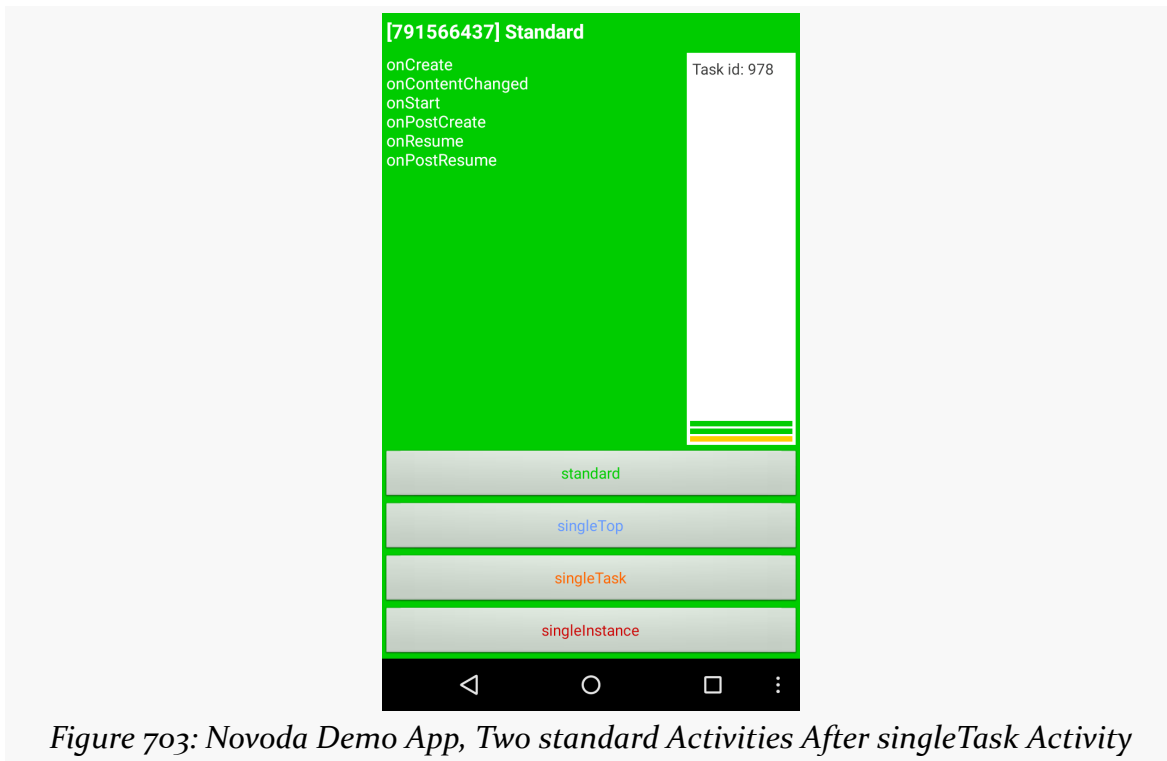 [791566437] Standard
onCreate
onContentChanged
onStart
onPostCreate
onResume
onPostResume
Task id: 978
standard
singleTop
singleTask
singleInstance
Figure 703: Novoda Demo App, Two standard Activities After singleTask Activity